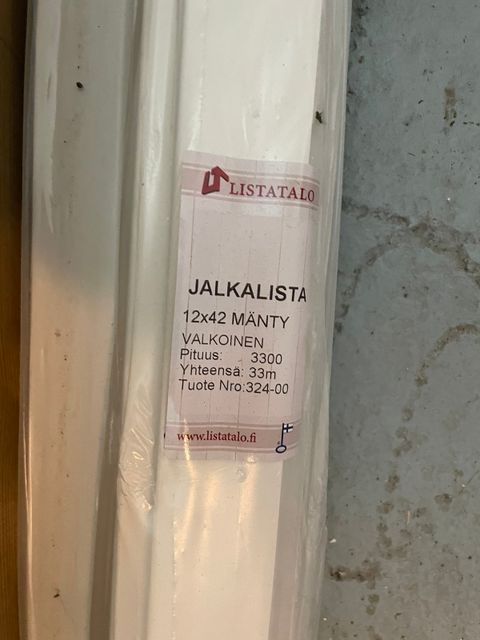 LISTATALO
JALKALISTA
12x42 MÄNTY
VALKOINEN
Pituus: 3300
Yhteensä: 33m
Tuote Nro:324-00
www.listatalo.fi